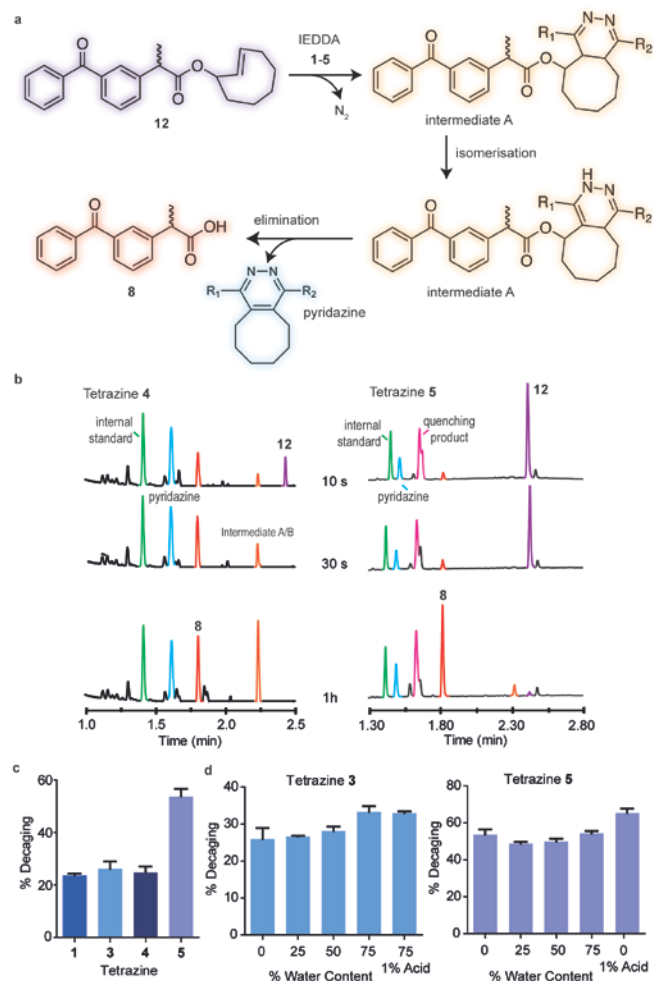 a
IEDDA
1-5
N2
12
intermediate A
R1
R2
N
N
O
O
O
isomerisation
H
N
N
R1
R2
O
O
O
intermediate A
elimination
O
OH
O
8
N
N
R1
R2
pyridazine
b
Tetrazine 4
Tetrazine 5
12
internal
standard
12
internal
standard
quenching
product
10 s
pyridazine
pyridazine
Intermediate A/B
30 s
8
8
1h
1.0 1.5 2.0 2.5
1.30 1.80 2.30 2.80
Time (min)
Time (min)
c
% Decaging
60
40
20
0
1 3 4 5
Tetrazine
d
Tetrazine 3
% Decaging
40
30
20
10
0
0 25 50 75 75
1% Acid
% Water Content
Tetrazine 5
% Decaging
80
60
40
20
0
0 25 50 75 0
1% Acid
% Water Content